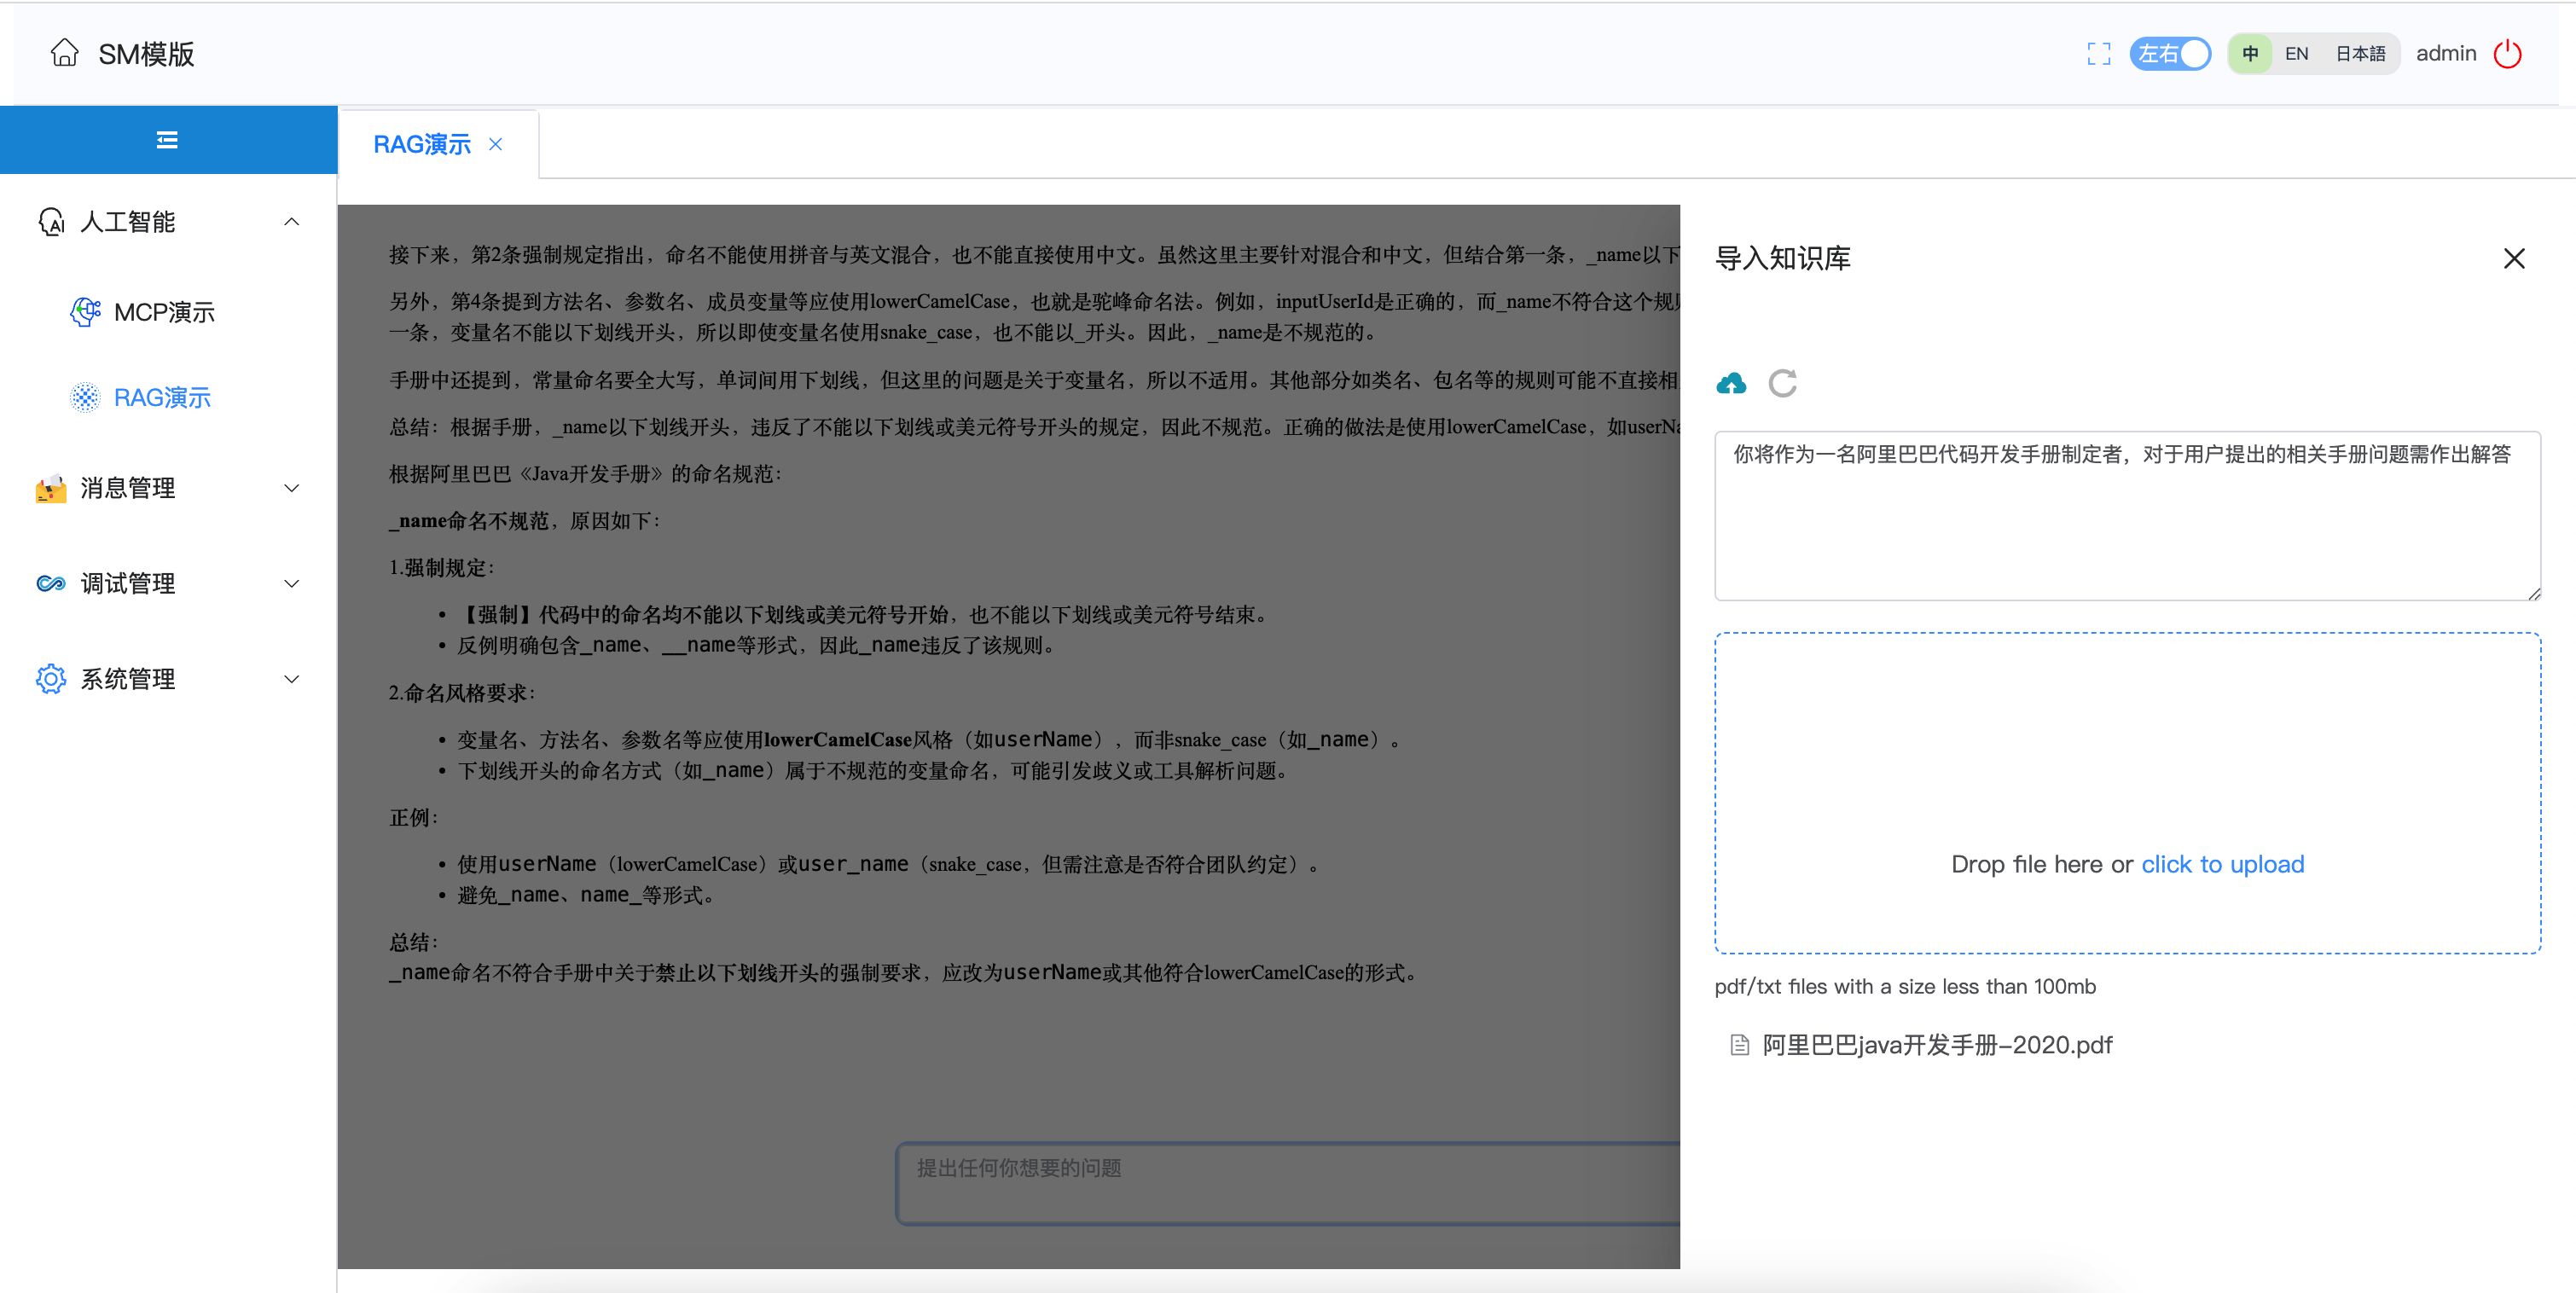 SM模版
左右
中 EN 日本語
admin
RAG演示
人工智能
MCP演示
RAG演示
消息管理
调试管理
系统管理
接下来，第2条强制规定指出，命名不能使用拼音与英文混合，也不能直接使用中文。虽然这里主要针对混合和中文，但结合第一条，_name以下
另外，第4条提到方法名、参数名、成员变量等应使用lowerCamelCase，也就是驼峰命名法。例如，inputUserId是正确的，而_name不符合这个规
一条，变量名不能以下划线开头，所以即使变量名使用snake_case，也不能以_开头。因此，_name是不规范的。
手册中还提到，常量命名要全大写，单词间用下划线，但这里的问题是关于变量名，所以不适用。其他部分如类名、包名等的规则可能不直接相
总结：根据手册，_name以下划线开头，违反了不能以下划线或美元符号开头的规定，因此不规范。正确的做法是使用lowerCamelCase，如userNa
根据阿里巴巴《Java开发手册》的命名规范：
_name命名不规范，原因如下：
1.强制规定：
• 【强制】代码中的命名均不能以下划线或美元符号开始，也不能以下划线或美元符号结束。
• 反例明确包含_name、__name等形式，因此_name违反了该规则。
2.命名风格要求：
• 变量名、方法名、参数名等应使用lowerCamelCase风格（如userName），而非snake_case（如_name）。
• 下划线开头的命名方式（如_name）属于不规范的变量命名，可能引发歧义或工具解析问题。
正例：
• 使用userName（lowerCamelCase）或user_name（snake_case，但需注意是否符合团队约定）。
• 避免_name、name_等形式。
总结：
_name命名不符合手册中关于禁止以下划线开头的强制要求，应改为userName或其他符合lowerCamelCase的形式。
提出任何你想要的问题
导入知识库
你将作为一名阿里巴巴代码开发手册制定者，对于用户提出的相关手册问题需作出解答
Drop file here or click to upload
pdf/txt files with a size less than 100mb
阿里巴巴java开发手册-2020.pdf